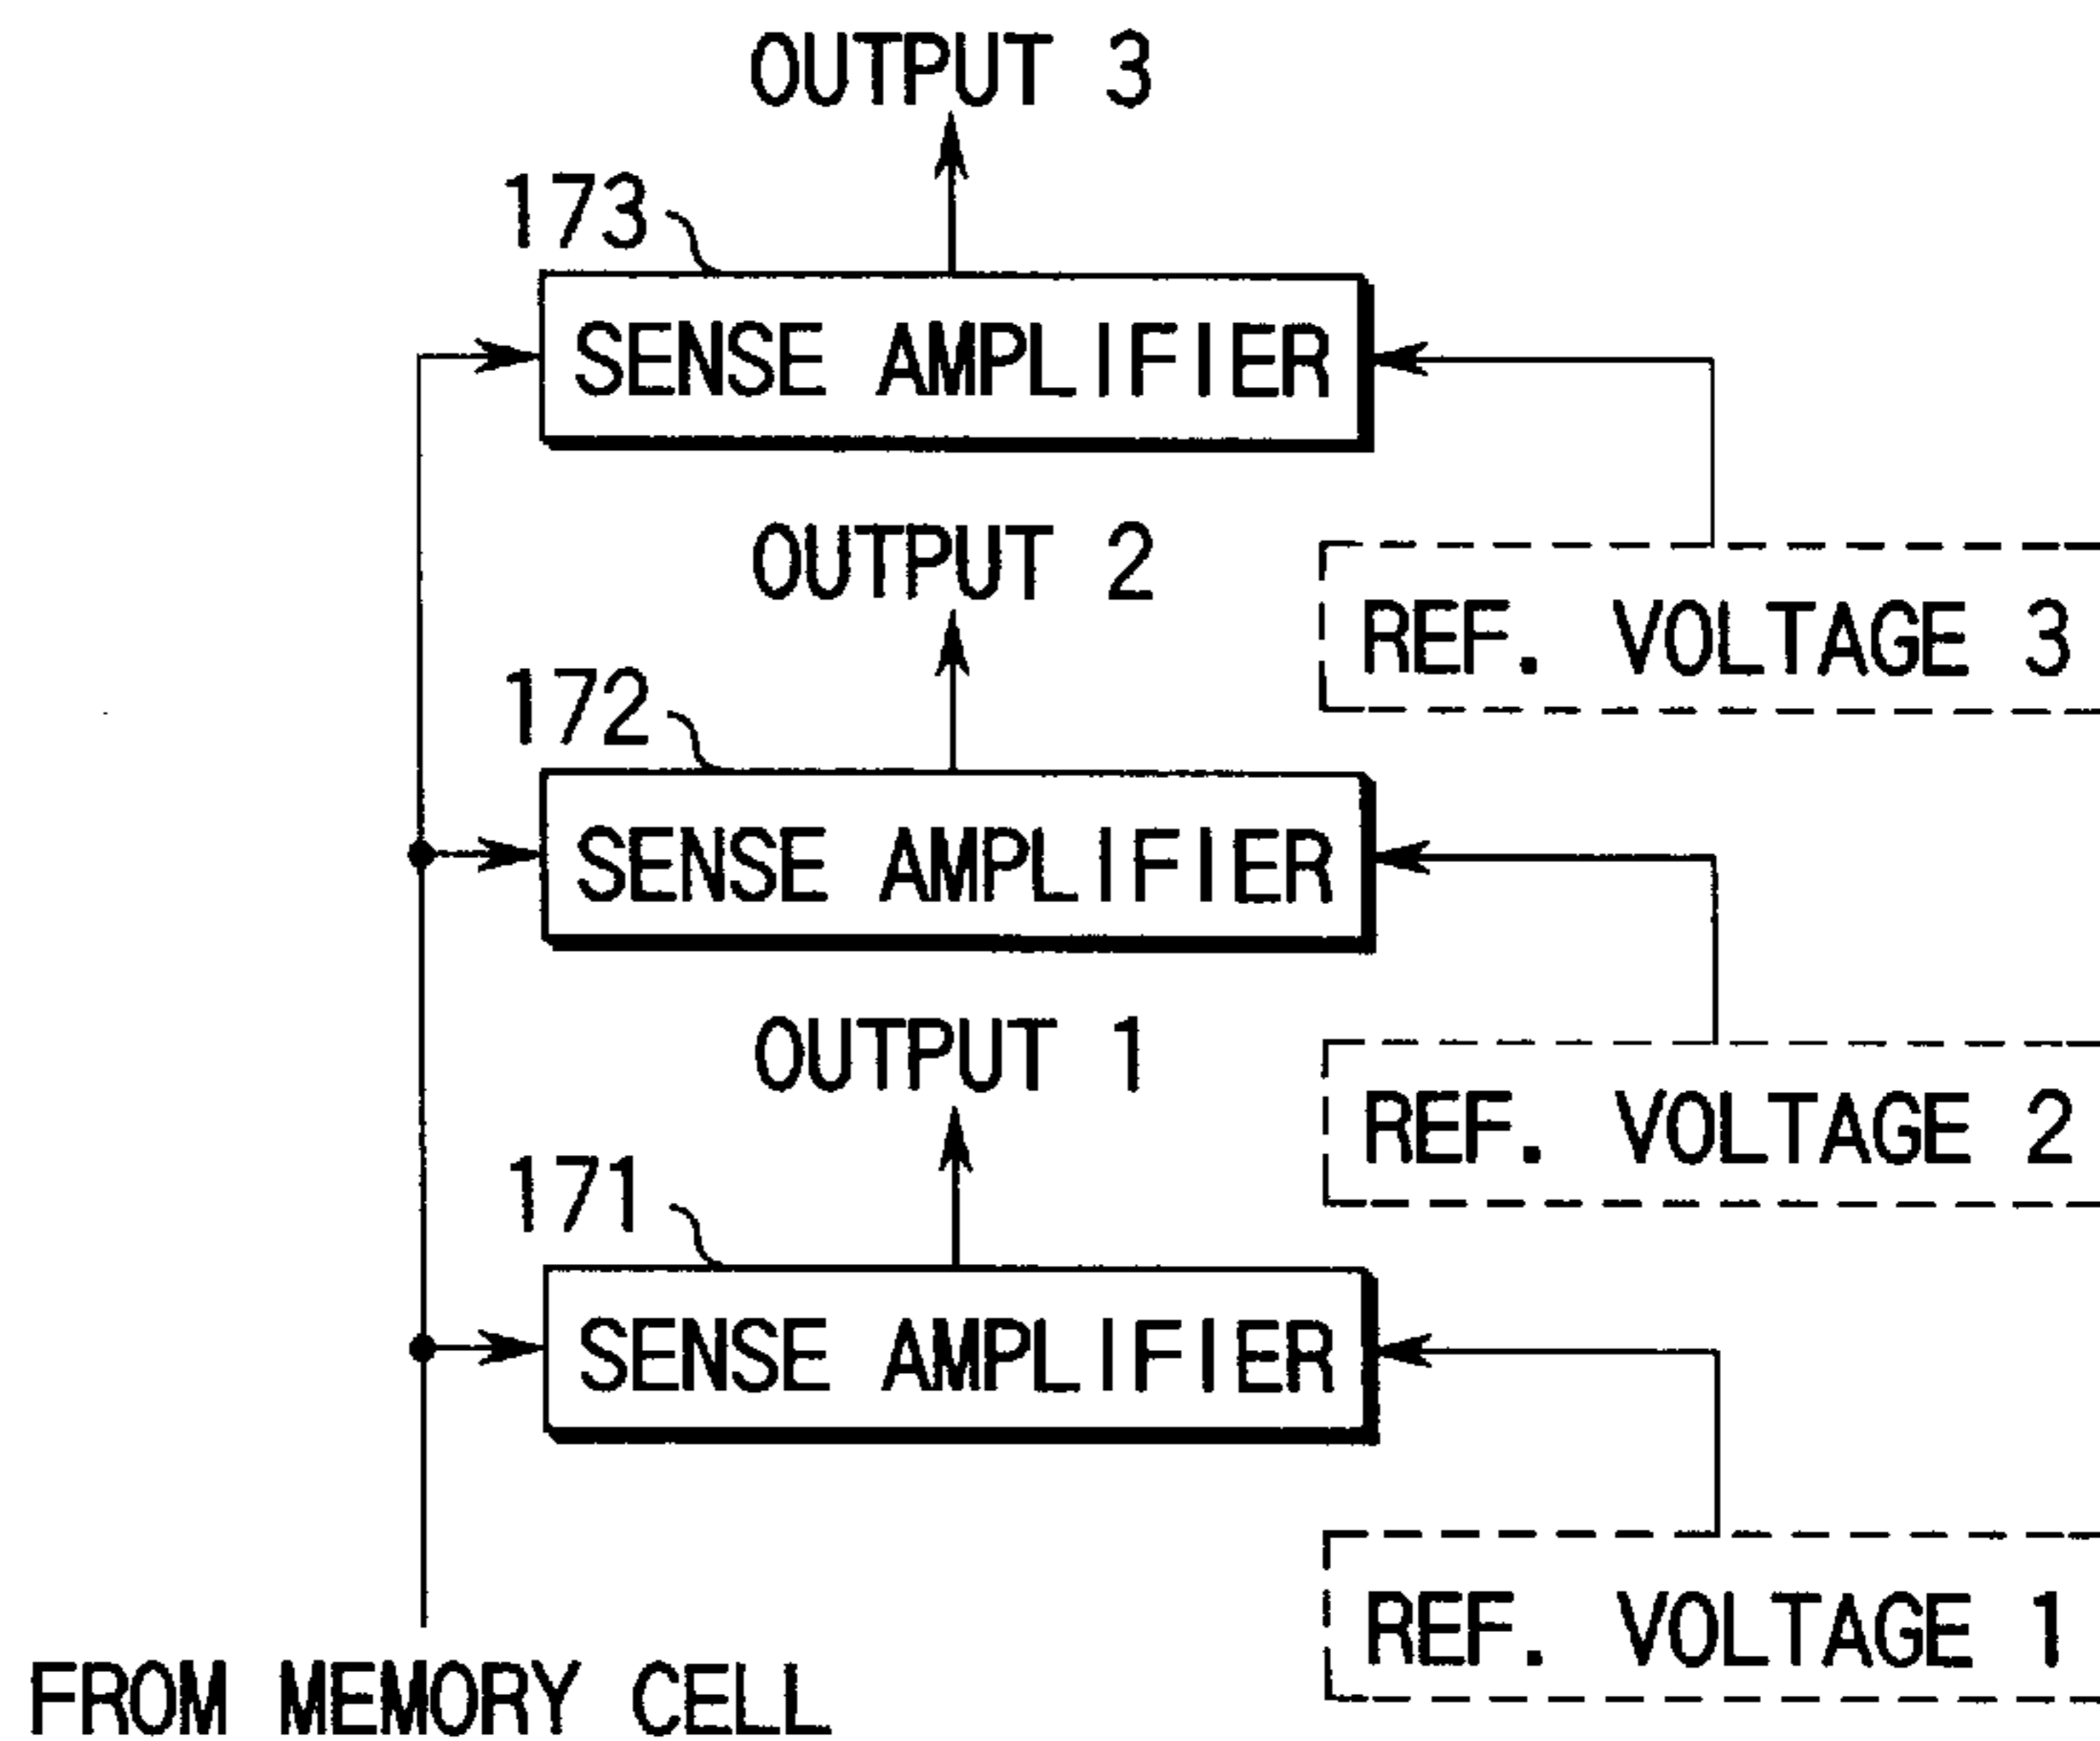 OUTPUT 3
173
SENSE AMPLIFIER
OUTPUT 2
REF. VOLTAGE 3
172
SENSE AMPLIFIER
OUTPUT 1
REF. VOLTAGE 2
171
SENSE AMPLIFIER
REF. VOLTAGE 1
FROM MEMORY CELL